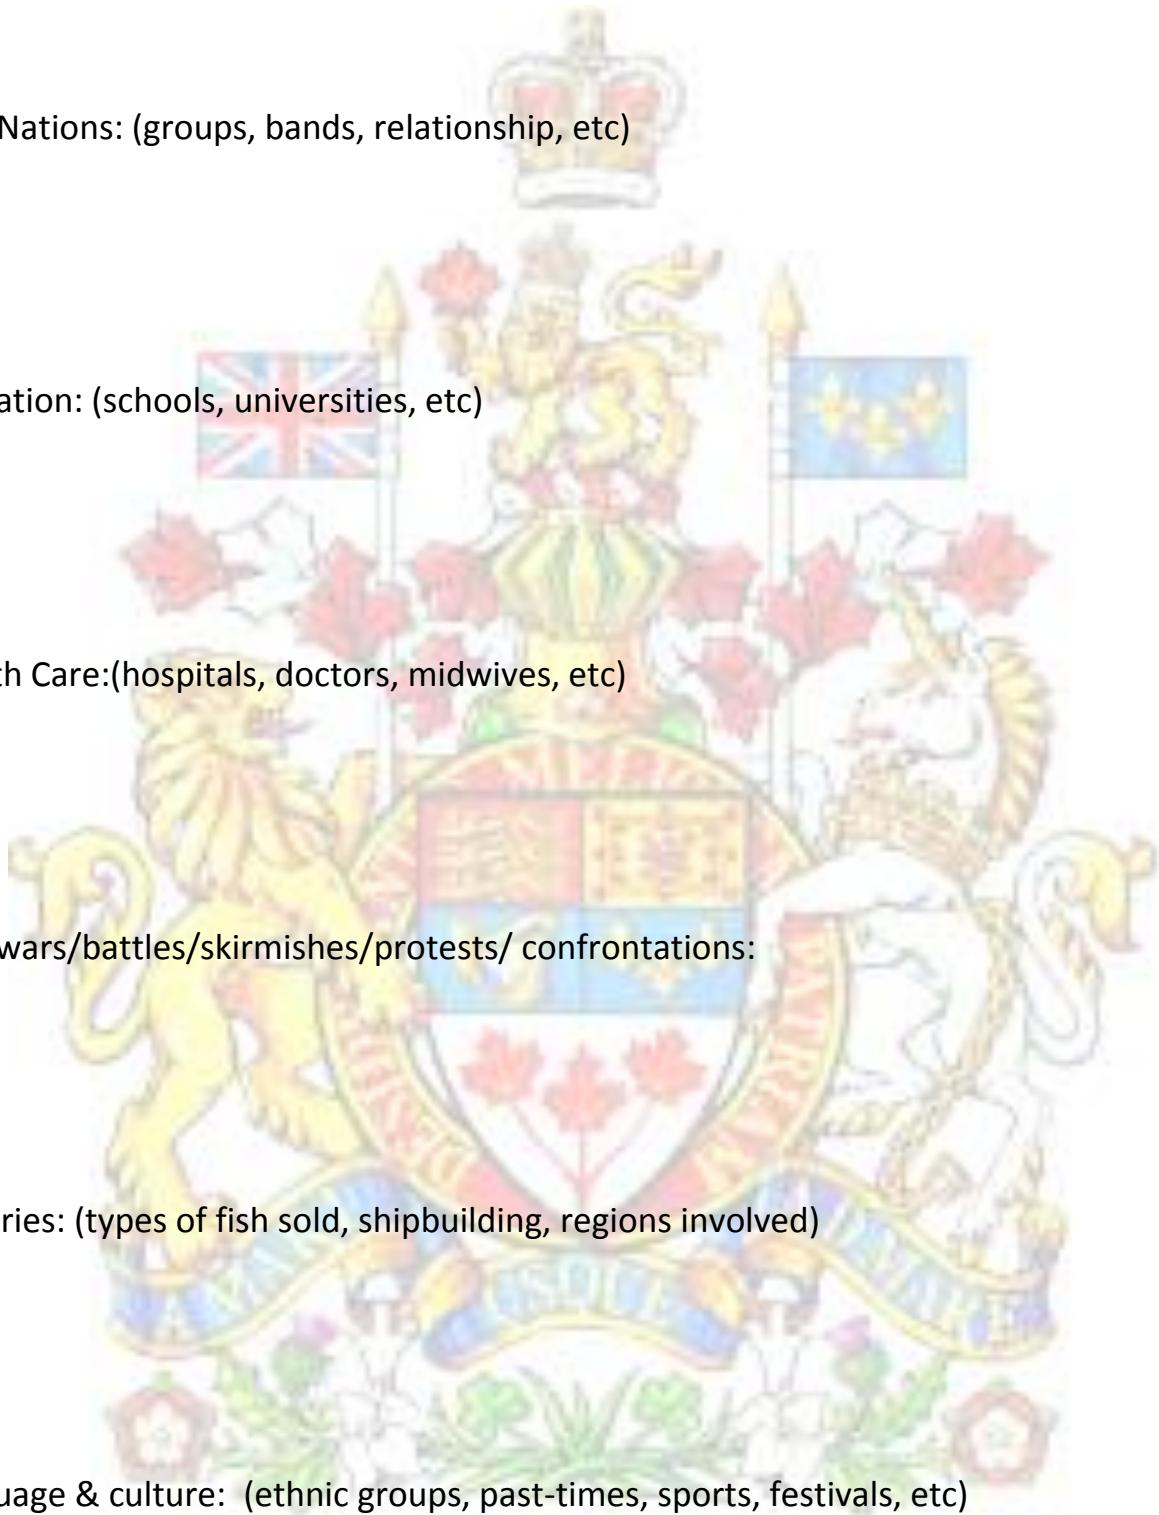 Nations: (groups, bands, relationship, etc)
ation: (schools, universities, etc)
th Care:(hospitals, doctors, midwives, etc)
wars/battles/skirmishes/protests/ confrontations:
ries: (types of fish sold, shipbuilding, regions involved)
uage & culture:  (ethnic groups, past-times, sports, festivals, etc)